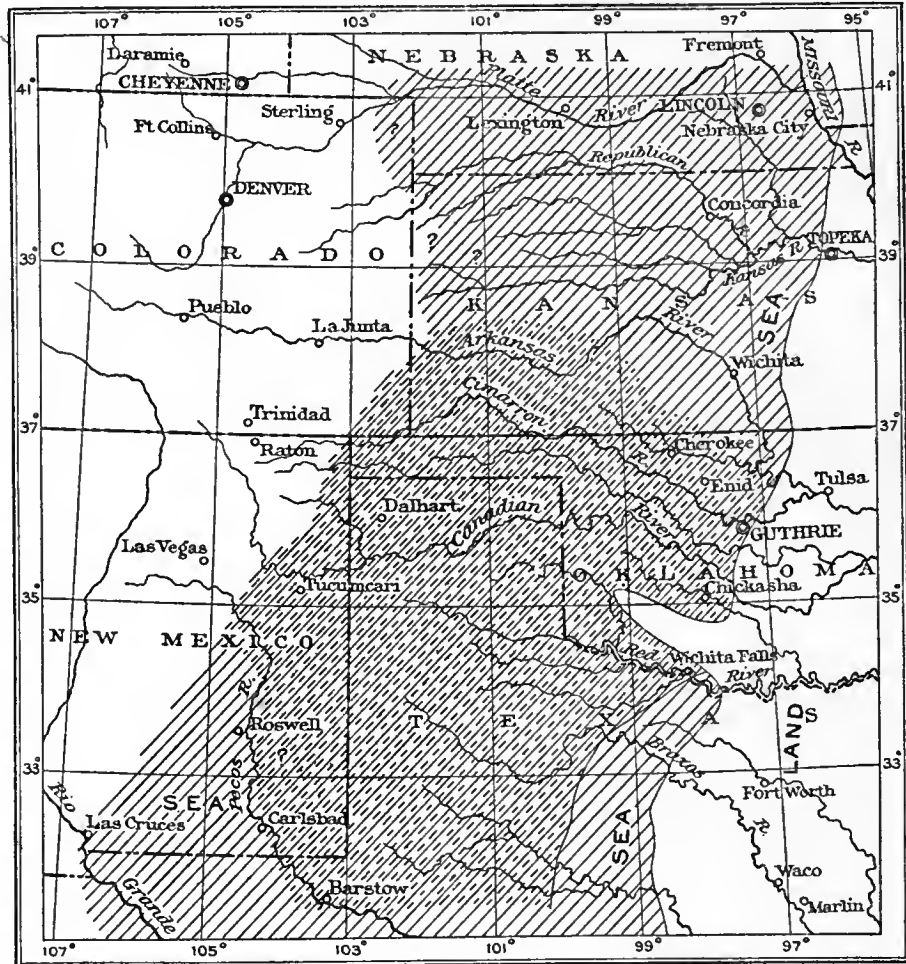 107° 105° 103° 101° 99° 97° 95°
NEBRASKA
Daramie
Fremont
Missouri
R.
41°
41°
CHEYENNE
Platte
River
Sterling
Lexington
LINCOLN
Nebraska City
Ft Collins
?
Republican
DENVER
Concordia
R
COLORADO
?
?
TOPEKA
Kansas R
39°
39°
KANSAS
SEA
Pueblo
La Junta
Arkansas
River
Wichita
Cimarron
R.
Trinidad
37°
37°
Raton
Cherokee
Enid
Tulsa
Dalhart
Canadian
River
GUTHRIE
Las Vegas
OKLAHOMA
Tucumcari
Chickasha
35°
35°
NEW MEXICO
Red
River
Wichita Falls
Pecos
R.
Roswell
?
TEXAS
LAND
Brazos
R.
33°
33°
SEA
Fort Worth
Rio
Grande
Las Cruces
Carlsbad
SEA
Barstow
Waco
Marlin
107° 105° 103° 101° 99° 97°